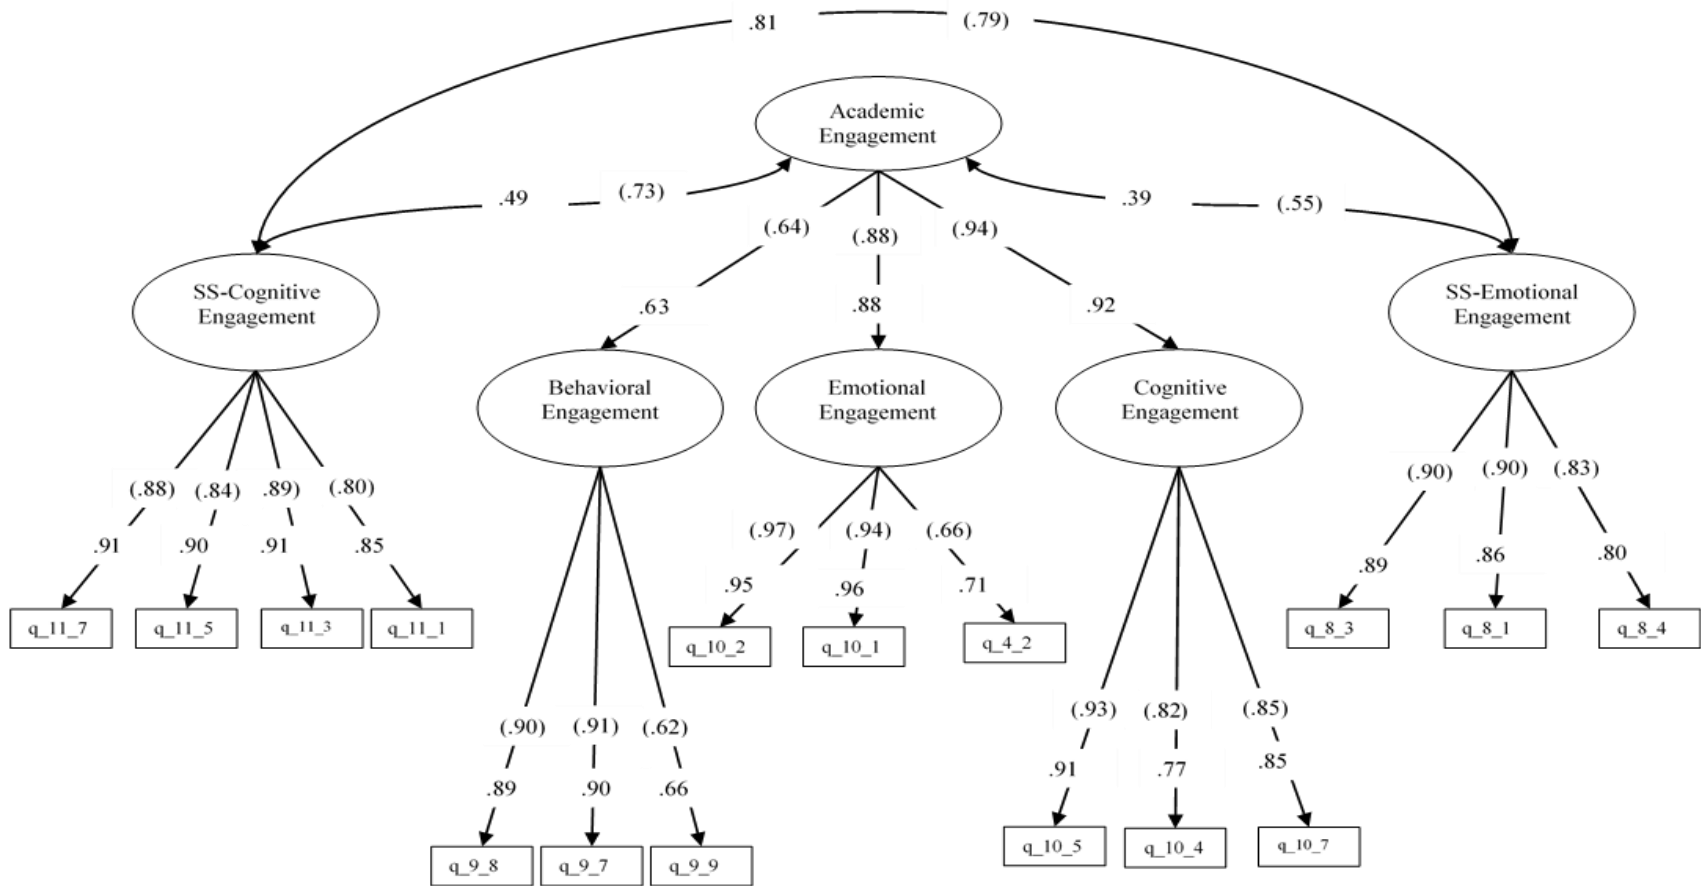 .81 (.79)
Academic
Engagement
.49 (.73) .39 (.55)
(.64) (.88) (.94)
SS-Cognitive
Engagement
SS-Emotional
Engagement
.63 .88 .92
Behavioral
Engagement
Emotional
Engagement
Cognitive
Engagement
(.88) (.84) .89) (.80)
(.90) (.90) (.83)
(.97) (.94) (.66)
.91 .90 .91 .85
.89 .86 .80
.95 .96 .71
q_11_7 q_11_5 q_11_3 q_11_1
q_8_3 q_8_1 q_8_4
q_10_2 q_10_1 q_4_2
(.90) (.91) (.62)
(.93) (.82) (.85)
.89 .90 .66
.91 .77 .85
q_9_8 q_9_7 q_9_9
q_10_5 q_10_4 q_10_7